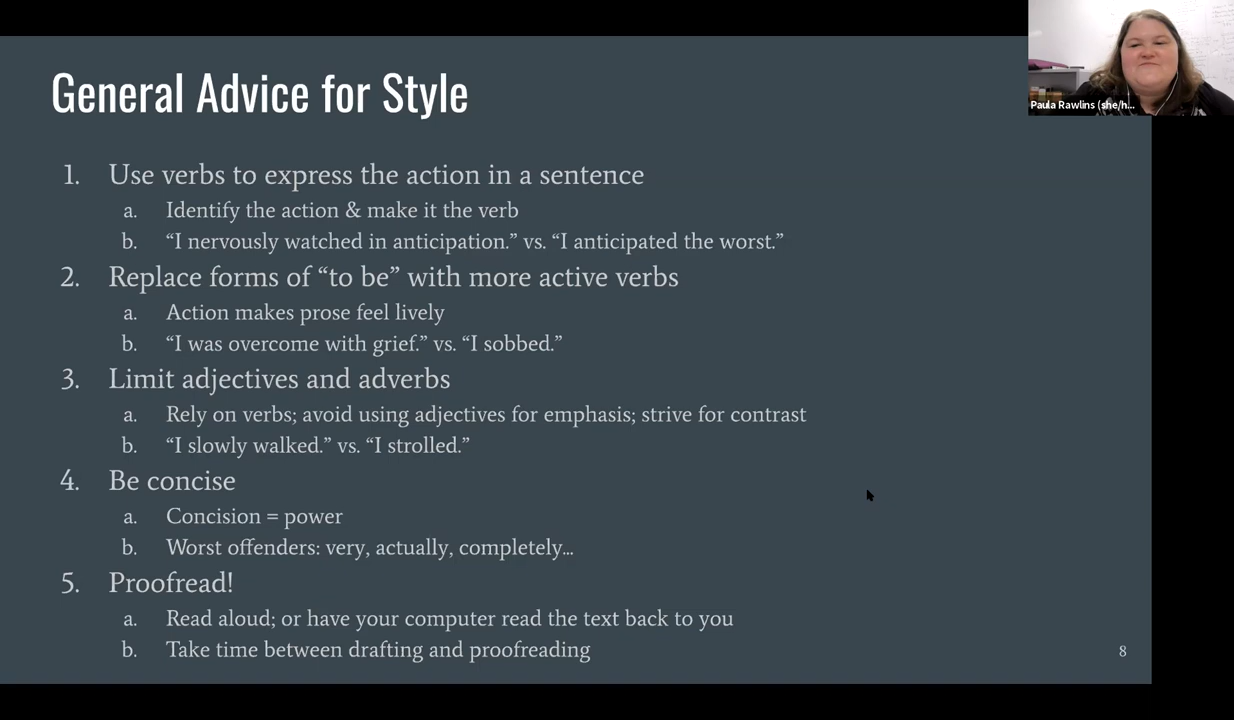 General Advice for Style
Paula Rawlins (she/h...
1. Use verbs to express the action in a sentence
a. Identify the action & make it the verb
b. “I nervously watched in anticipation.” vs. “I anticipated the worst.”
2. Replace forms of “to be” with more active verbs
a. Action makes prose feel lively
b. “I was overcome with grief.” vs. “I sobbed.”
3. Limit adjectives and adverbs
a. Rely on verbs; avoid using adjectives for emphasis; strive for contrast
b. “I slowly walked.” vs. “I strolled.”
4. Be concise
a. Concision = power
b. Worst offenders: very, actually, completely...
5. Proofread!
a. Read aloud; or have your computer read the text back to you
b. Take time between drafting and proofreading
8